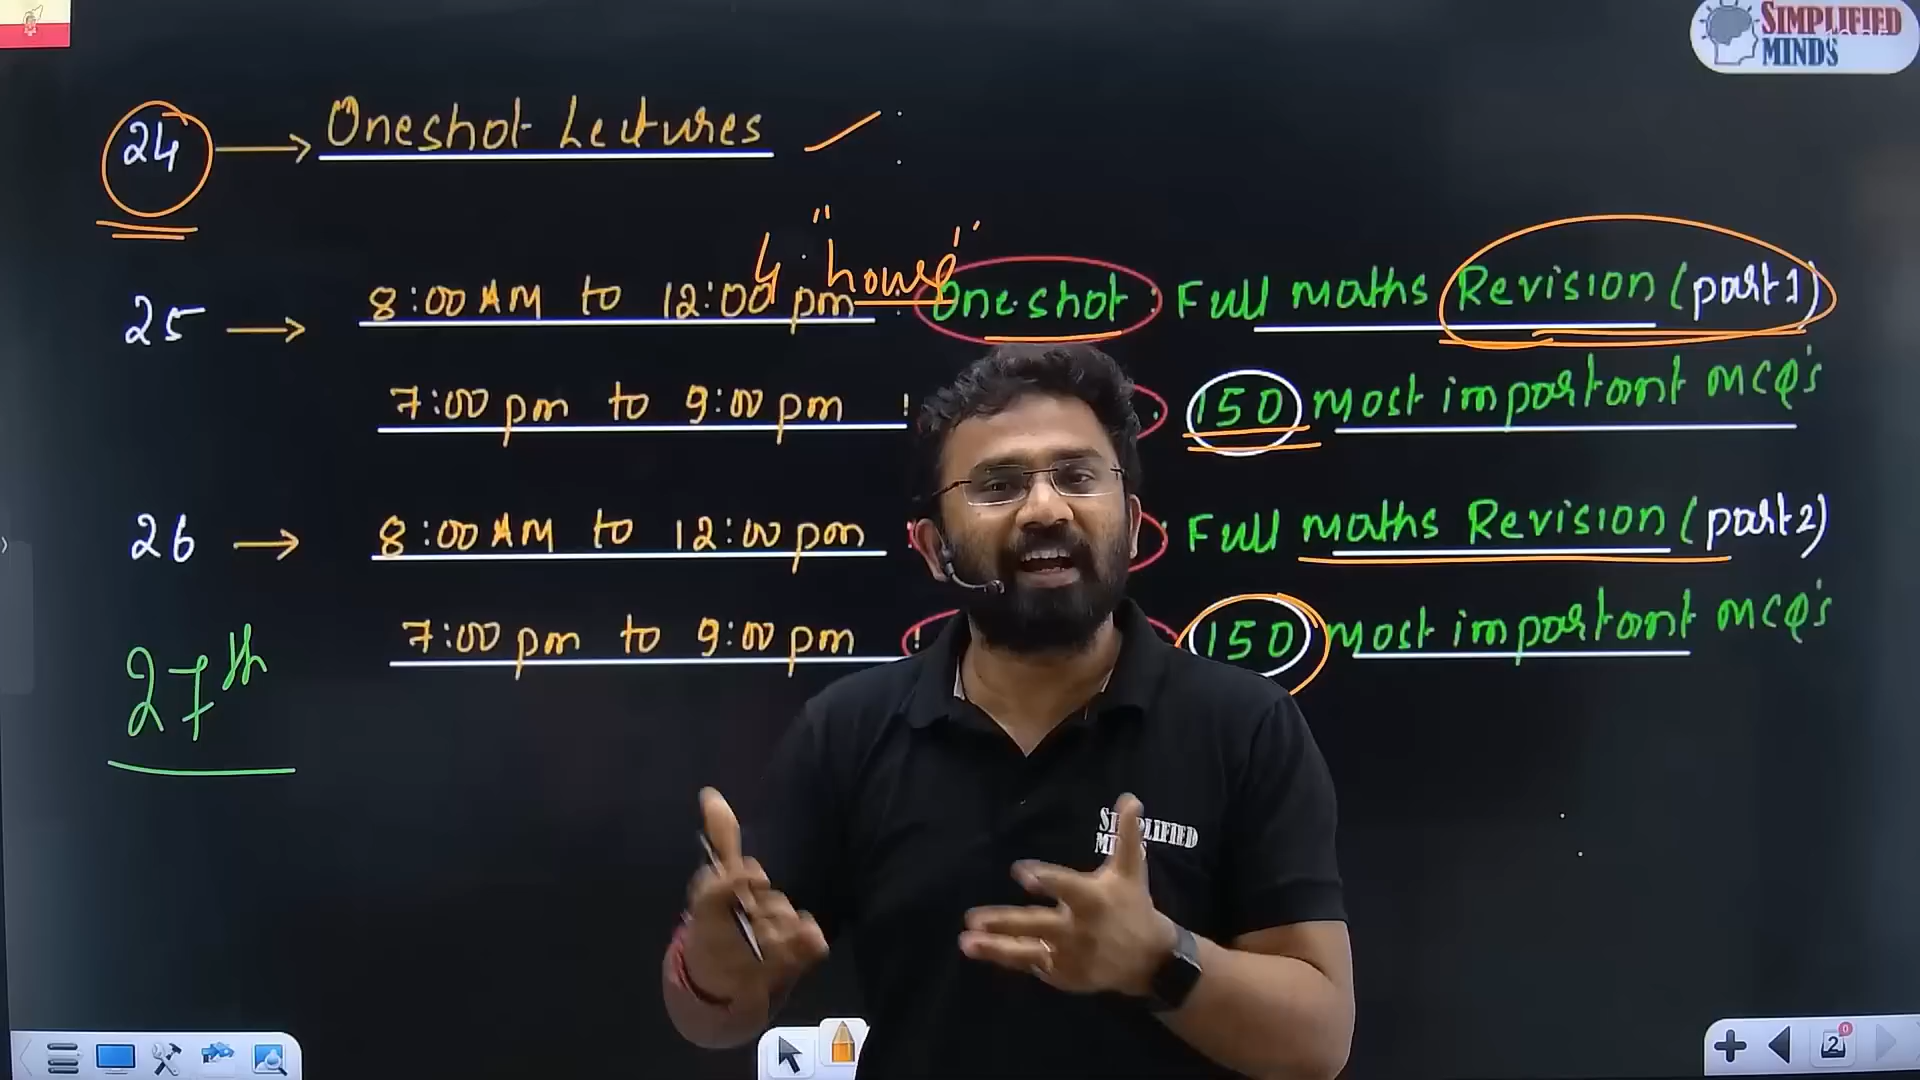 SIMPLIFIED
MINDS
24 → Oneshot Lectures
"4 hours"
25 → 8:00 AM to 12:00 pm : Oneshot : Full maths Revision (part 1)
7:00 pm to 9:00 pm : 150 most important MCQ's
26 → 8:00 AM to 12:00 pm : Full maths Revision (part 2)
7:00 pm to 9:00 pm : 150 most important MCQ's
27th
SIMPLIFIED
2